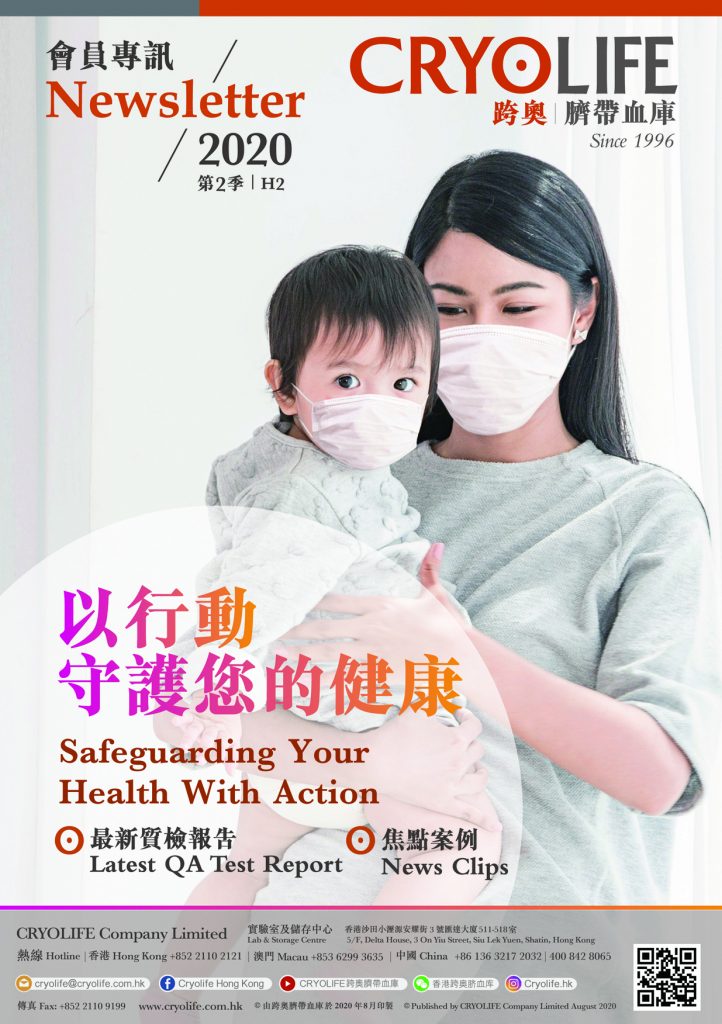 會員專訊
Newsletter
2020
第2季 | H2
CRYOLIFE
跨奧 | 臍帶血庫
Since 1996
以行動
守護您的健康
Safeguarding Your
Health With Action
最新質檢報告
Latest QA Test Report
焦點案例
News Clips
CRYOLIFE Company Limited
實驗室及儲存中心 香港沙田小瀝源安耀街3號匯達大廈511-518室
Lab & Storage Centre 5/F, Delta House, 3 On Yiu Street, Siu Lek Yuen, Shatin, Hong Kong
熱線 Hotline | 香港 Hong Kong +852 2110 2121 | 澳門 Macau +853 6299 3635 | 中國 China +86 136 3217 2032 | 400 842 8065
cryolife@cryolife.com.hk Cryolife Hong Kong CRYOLIFE跨奧臍帶血庫 香港跨奧脐血库 Cryolife.hk
傳真 Fax: +852 2110 9199 www.cryolife.com.hk ©由跨奧臍帶血庫於2020年8月印製 ©Published by CRYOLIFE Company Limited August 2020